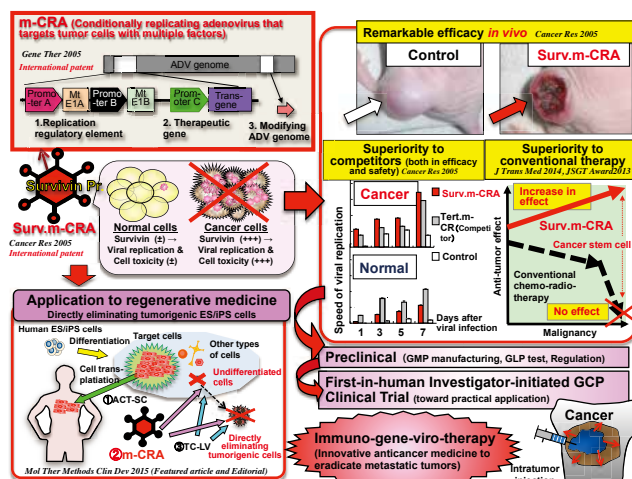 m-CRA (Conditionally replicating adenovirus that
targets tumor cells with multiple factors)
Gene Ther 2005
International patent
ADV genome
Promo
-ter A
Mt
E1A
Promo
-ter B
Mt
E1B
Prom-
oter C
Trans-
gene
1.Replication
regulatory element
2. Therapeutic
gene
3. Modifying
ADV genome
Survivin Pr
Surv.m-CRA
Cancer Res 2005
International patent
Normal cells
Survivin (±) →
Viral replication &
Cell toxicity (±)
Cancer cells
Survivin (+++) →
Viral replication &
Cell toxicity (+++)
Remarkable efficacy in vivo Cancer Res 2005
Control
Surv.m-CRA
Superiority to
competitors (both in efficacy
and safety) Cancer Res 2005
Cancer
Surv.m-CRA
Tert.m-
CR(Competi
tor)
Control
Normal
Speed of viral replication
1 3 5 7
Days after
viral infection
Superiority to
conventional therapy
J Trans Med 2014, JSGT Award2013
Increase in
effect
Surv.m-CRA
Cancer stem cell
Conventional
chemo-radio-
therapy
No effect
Anti-tumor effect
Malignancy
Application to regenerative medicine
Directly eliminating tumorigenic ES/iPS cells
Human ES/iPS cells
Differentiation
Target cells
Other types
of cells
Cell trans-
platiation
Undifferentiated
cells
①ACT-SC
②m-CRA
③TC-LV
Directly
eliminating
tumorigenic cells
Mol Ther Methods Clin Dev 2015 (Featured article and Editorial)
Preclinical (GMP manufacturing, GLP test, Regulation)
First-in-human Investigator-initiated GCP
Clinical Trial (toward practical application)
Immuno-gene-viro-therapy
(Innovative anticancer medicine to
eradicate metastatic tumors)
Cancer
Intratumor
injection